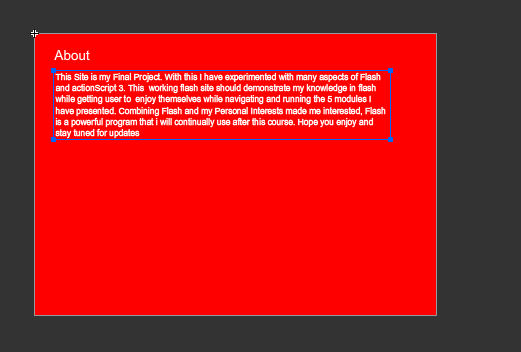 About
This Site is my Final Project. With this I have experimented with many aspects of Flash
and actionScript 3. This  working flash site should demonstrate my knowledge in flash
while getting user to  enjoy themselves while navigating and running the 5 modules I
have presented. Combining Flash and my Personal Interests made me interested, Flash
is a powerful program that i will continually use after this course. Hope you enjoy and
stay tuned for updates